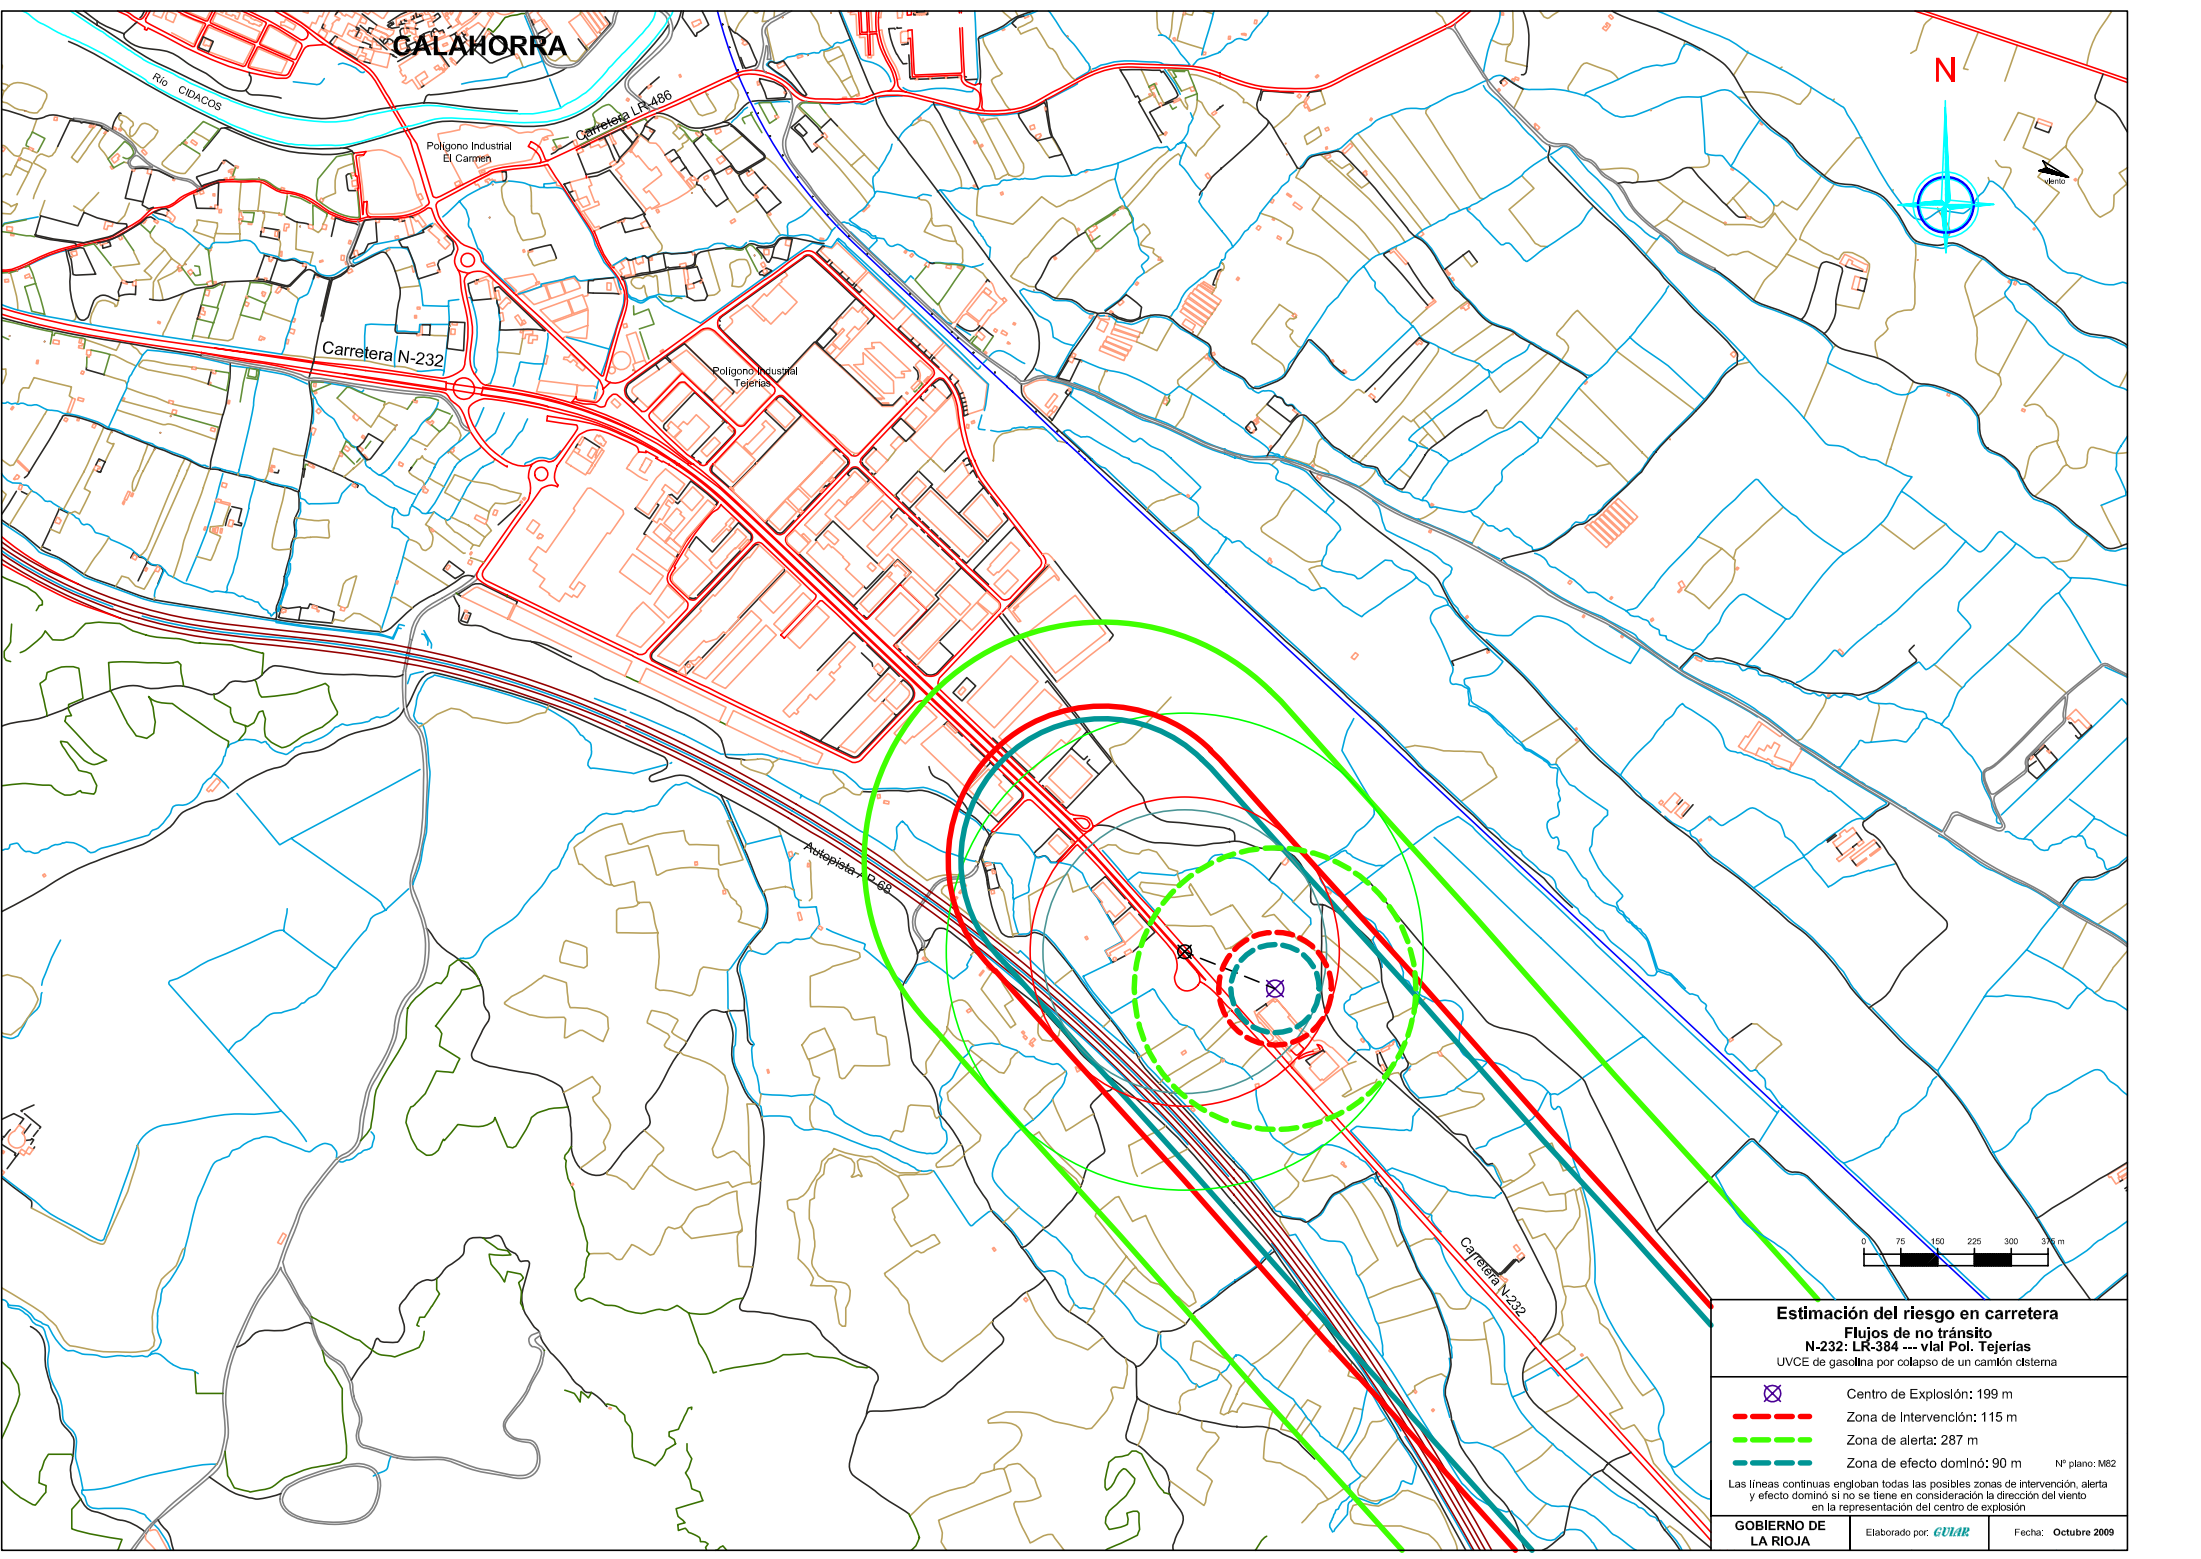 CALAHORRA
N
Río CIDACOS
Carretera LR-486
Polígono Industrial
El Carmen
viento
Carretera N-232
Polígono Industrial
Tejerías
Autopista AP-68
Carretera N-232
0 75 150 225 300 375 m
Estimación del riesgo en carretera
Flujos de no tránsito
N-232: LR-384 --- vial Pol. Tejerías
UVCE de gasolina por colapso de un camión cisterna
Centro de Explosión: 199 m
Zona de Intervención: 115 m
Zona de alerta: 287 m
Zona de efecto dominó: 90 m
Nº plano: M82
Las líneas continuas engloban todas las posibles zonas de intervención, alerta
y efecto dominó si no se tiene en consideración la dirección del viento
en la representación del centro de explosión
GOBIERNO DE
LA RIOJA
Elaborado por: GUIAR
Fecha: Octubre 2009